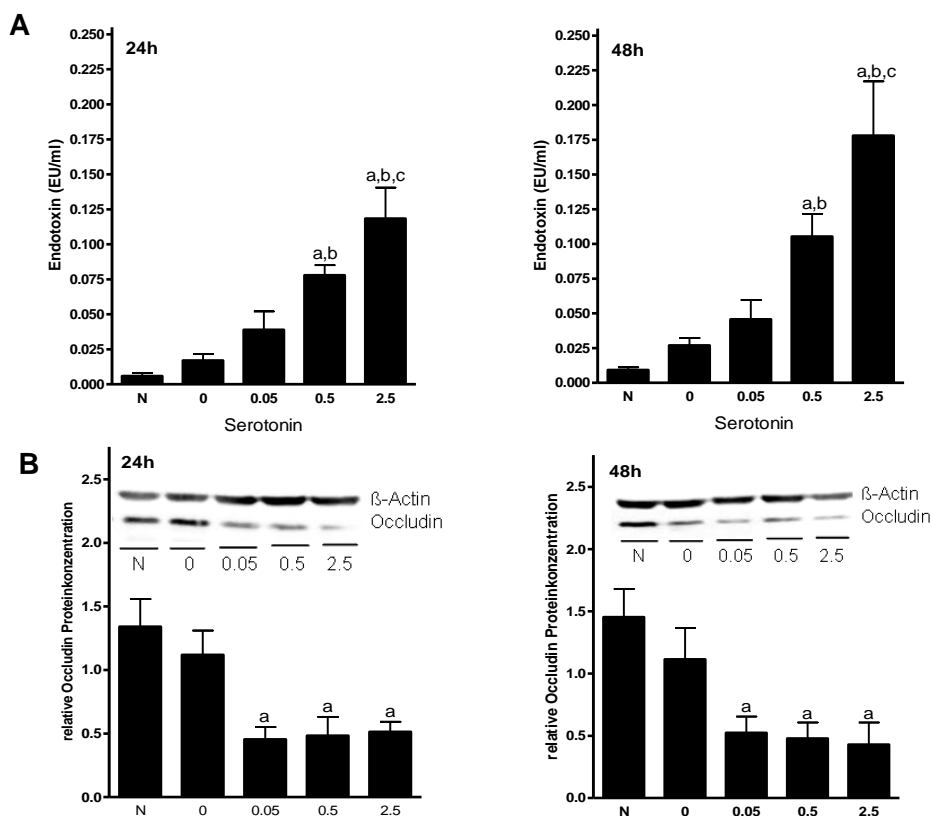 A
24h
Endotoxin (EU/ml)
0.250
0.225
0.200
0.175
0.150
0.125
0.100
0.075
0.050
0.025
0.000
a,b
a,b,c
N 0 0.05 0.5 2.5
Serotonin
48h
Endotoxin (EU/ml)
0.250
0.225
0.200
0.175
0.150
0.125
0.100
0.075
0.050
0.025
0.000
a,b
a,b,c
N 0 0.05 0.5 2.5
Serotonin
B
24h
relative Occludin Proteinkonzentration
2.5
2.0
1.5
1.0
0.5
0.0
ß-Actin
Occludin
N 0 0.05 0.5 2.5
a a a
N 0 0.05 0.5 2.5
48h
relative Occludin Proteinkonzentration
2.5
2.0
1.5
1.0
0.5
0.0
ß-Actin
Occludin
N 0 0.05 0.5 2.5
a a a
N 0 0.05 0.5 2.5